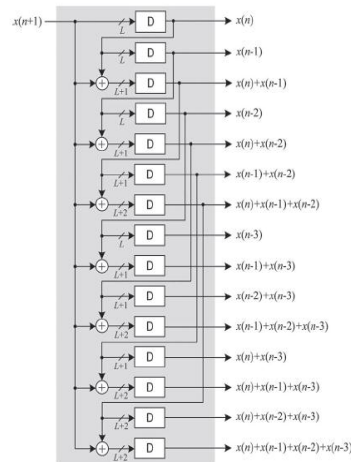 x(n+1) L D x(n)
L D x(n-1)
L+1 D x(n)+x(n-1)
L D x(n-2)
L+1 D x(n)+x(n-2)
L+1 D x(n-1)+x(n-2)
L+2 D x(n)+x(n-1)+x(n-2)
L D x(n-3)
L+1 D x(n-1)+x(n-3)
L+1 D x(n-2)+x(n-3)
L+2 D x(n-1)+x(n-2)+x(n-3)
L+1 D x(n)+x(n-3)
L+2 D x(n)+x(n-1)+x(n-3)
L+2 D x(n)+x(n-2)+x(n-3)
L+2 D x(n)+x(n-1)+x(n-2)+x(n-3)